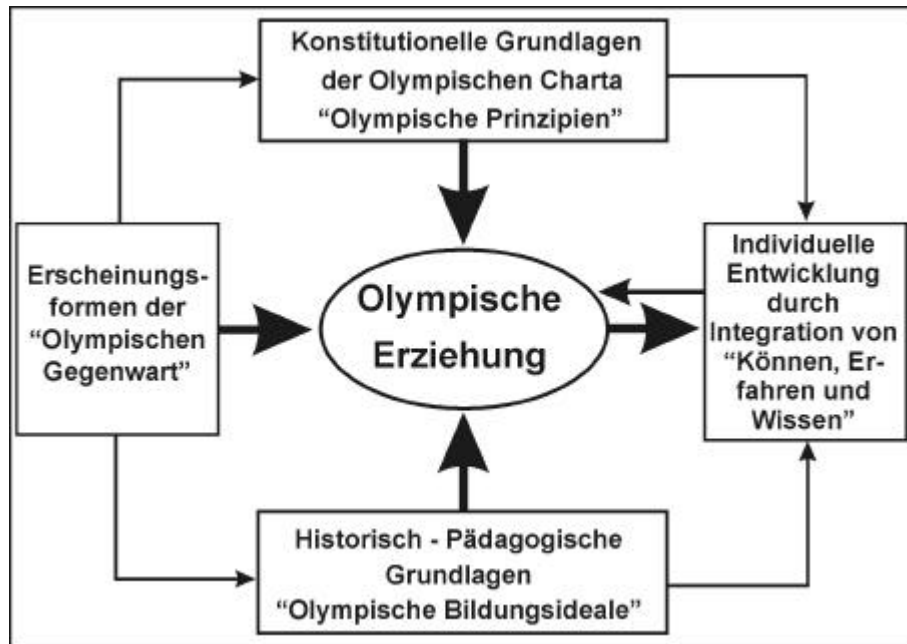 Konstitutionelle Grundlagen
der Olympischen Charta
“Olympische Prinzipien”
Erscheinungs-
formen der
“Olympischen
Gegenwart”
Olympische
Erziehung
Individuelle
Entwicklung
durch
Integration von
“Können, Er-
fahren und
Wissen”
Historisch - Pädagogische
Grundlagen
“Olympische Bildungsideale”